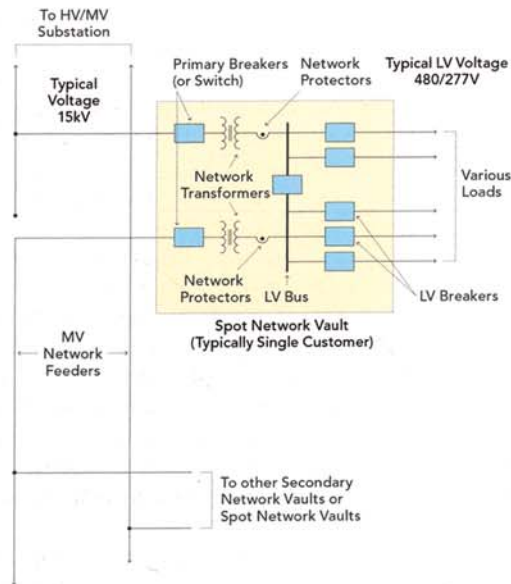 To HV/MV
Substation
Typical
Voltage
15kV
Primary Breakers
(or Switch)
Network
Protectors
Typical LV Voltage
480/277V
Network
Transformers
Various
Loads
Network
Protectors
LV Bus
LV Breakers
Spot Network Vault
(Typically Single Customer)
MV
Network
Feeders
To other Secondary
Network Vaults or
Spot Network Vaults